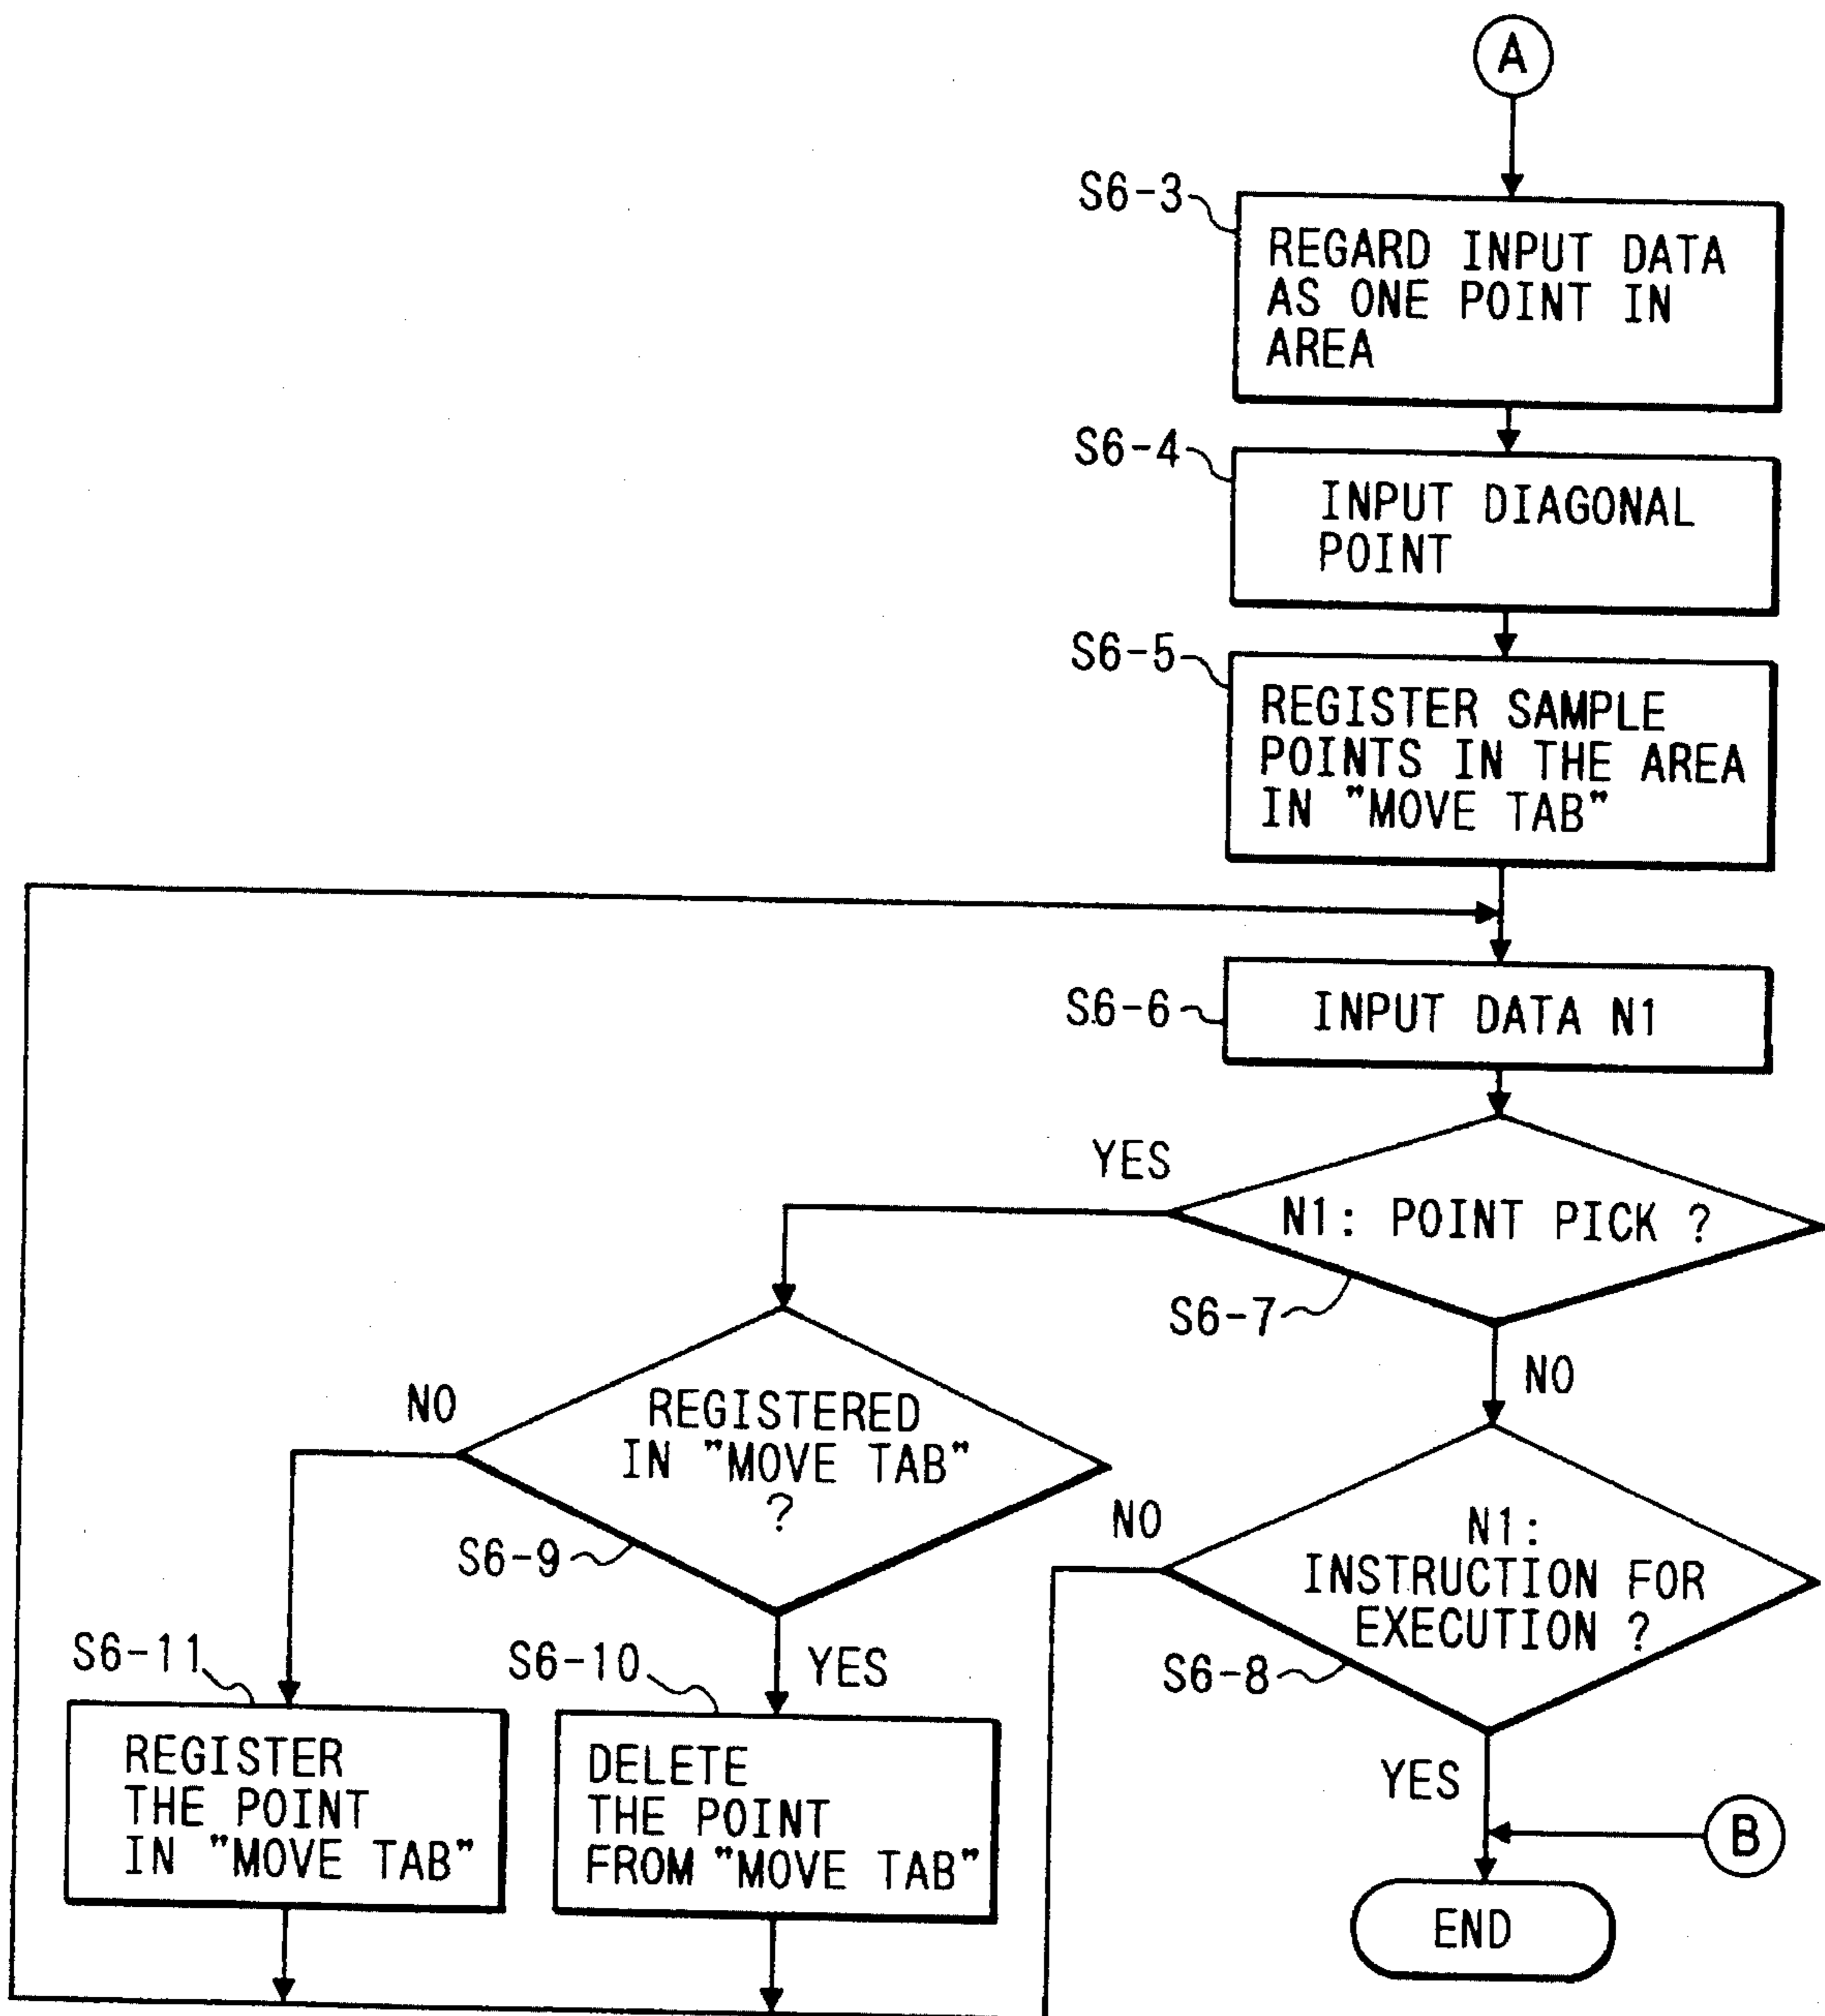 A
S6-3
REGARD INPUT DATA
AS ONE POINT IN
AREA
S6-4
INPUT DIAGONAL
POINT
S6-5
REGISTER SAMPLE
POINTS IN THE AREA
IN "MOVE TAB"
S6-6
INPUT DATA N1
YES
N1: POINT PICK ?
S6-7
NO
NO
REGISTERED
IN "MOVE TAB"
?
S6-9
NO
N1:
INSTRUCTION FOR
EXECUTION ?
S6-8
S6-11
S6-10
YES
REGISTER
THE POINT
IN "MOVE TAB"
DELETE
THE POINT
FROM "MOVE TAB"
YES
B
END